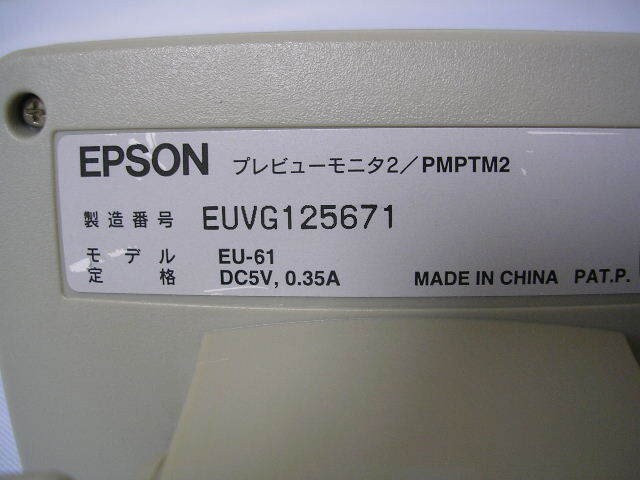 EPSON プレビューモニタ2/PMPTM2
製造番号 EUVG125671
モデル EU-61
定格 DC5V, 0.35A MADE IN CHINA PAT.P.